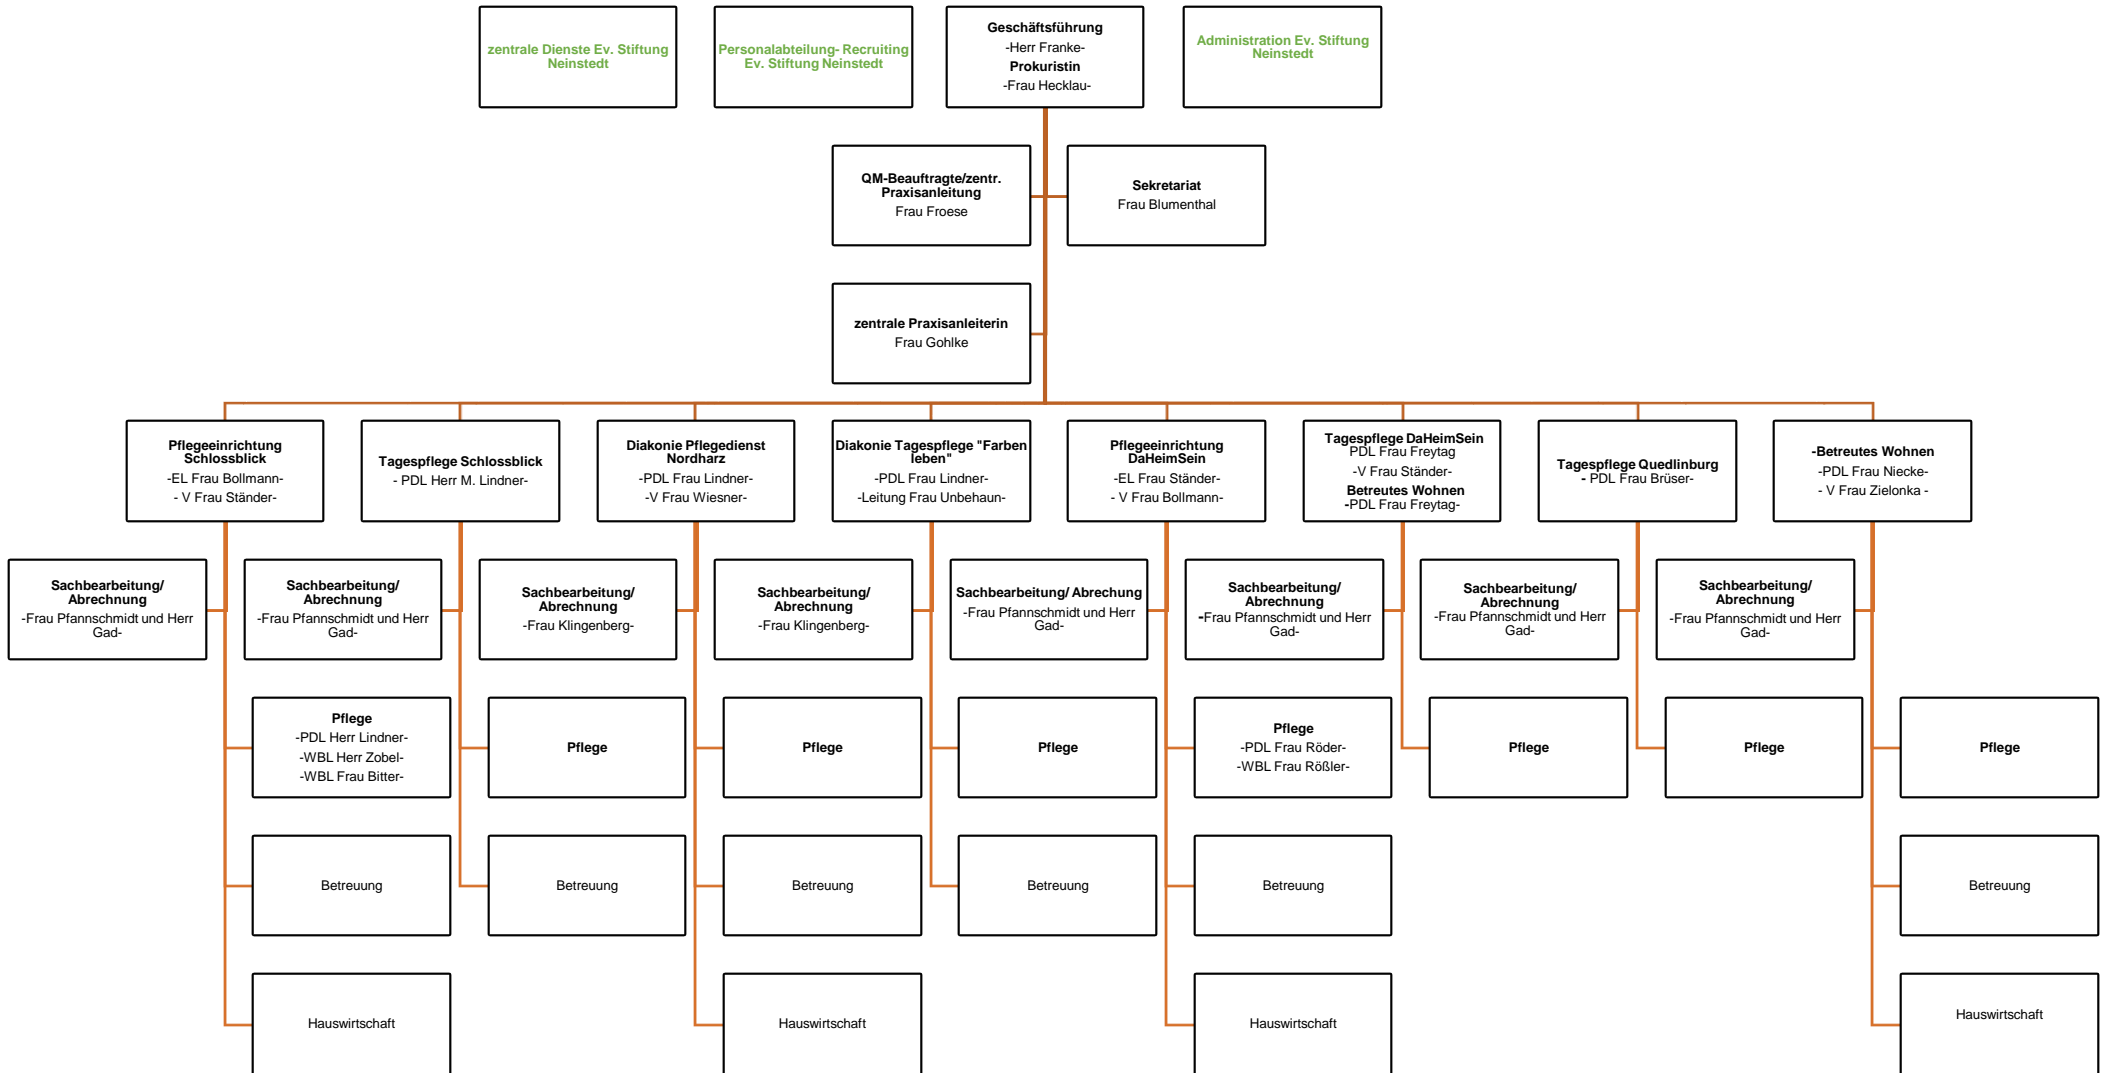 zentrale Dienste Ev. Stiftung
Neinstedt
Personalabteilung- Recruiting
Ev. Stiftung Neinstedt
Geschäftsführung
-Herr Franke-
Prokuristin
-Frau Hecklau-
Administration Ev. Stiftung
Neinstedt
QM-Beauftragte/zentr.
Praxisanleitung
Frau Froese
Sekretariat
Frau Blumenthal
zentrale Praxisanleiterin
Frau Gohlke
Pflegeeinrichtung
Schlossblick
-EL Frau Bollmann-
- V Frau Ständer-
Tagespflege Schlossblick
- PDL Herr M. Lindner-
Diakonie Pflegedienst
Nordharz
-PDL Frau Lindner-
-V Frau Wiesner-
Diakonie Tagespflege "Farben
leben"
-PDL Frau Lindner-
-Leitung Frau Unbehaun-
Pflegeeinrichtung
DaHeimSein
-EL Frau Ständer-
- V Frau Bollmann-
Tagespflege DaHeimSein
PDL Frau Freytag
-V Frau Ständer-
Betreutes Wohnen
-PDL Frau Freytag-
Tagespflege Quedlinburg
- PDL Frau Brüser-
-Betreutes Wohnen
-PDL Frau Niecke-
- V Frau Zielonka -
Sachbearbeitung/
Abrechnung
-Frau Pfannschmidt und Herr
Gad-
Sachbearbeitung/
Abrechnung
-Frau Pfannschmidt und Herr
Gad-
Sachbearbeitung/
Abrechnung
-Frau Klingenberg-
Sachbearbeitung/
Abrechnung
-Frau Klingenberg-
Sachbearbeitung/ Abrechung
-Frau Pfannschmidt und Herr
Gad-
Sachbearbeitung/
Abrechnung
-Frau Pfannschmidt und Herr
Gad-
Sachbearbeitung/
Abrechnung
-Frau Pfannschmidt und Herr
Gad-
Sachbearbeitung/
Abrechnung
-Frau Pfannschmidt und Herr
Gad-
Pflege
-PDL Herr Lindner-
-WBL Herr Zobel-
-WBL Frau Bitter-
Pflege
Pflege
Pflege
Pflege
-PDL Frau Röder-
-WBL Frau Rößler-
Pflege
Pflege
Pflege
Betreuung
Betreuung
Betreuung
Betreuung
Betreuung
Betreuung
Hauswirtschaft
Hauswirtschaft
Hauswirtschaft
Hauswirtschaft